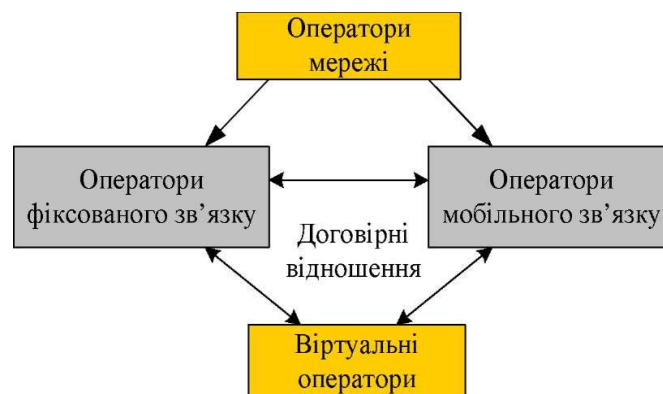 Оператори
мережі
Оператори
фіксованого зв’язку
Оператори
мобільного зв’язку
Договірні
відношення
Віртуальні
оператори